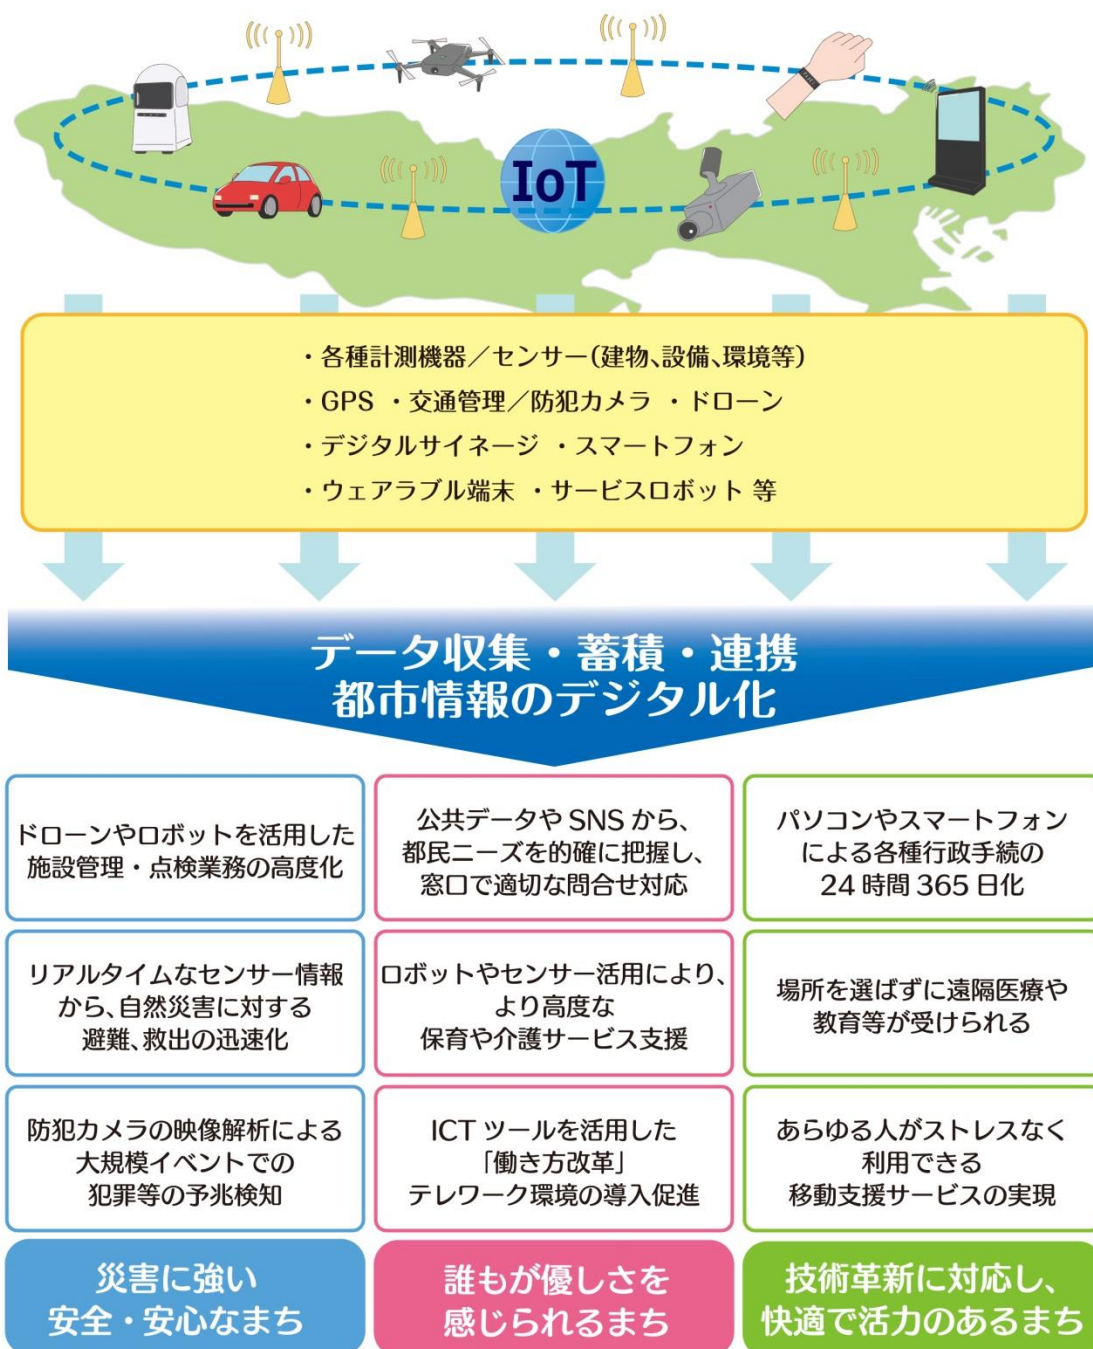 IoT
・各種計測機器／センサー(建物、設備、環境等)
・GPS ・交通管理／防犯カメラ ・ドローン
・デジタルサイネージ ・スマートフォン
・ウェアラブル端末 ・サービスロボット 等
データ収集・蓄積・連携
都市情報のデジタル化
ドローンやロボットを活用した
施設管理・点検業務の高度化
公共データや SNS から、
都民ニーズを的確に把握し、
窓口で適切な問合せ対応
パソコンやスマートフォン
による各種行政手続の
24 時間 365 日化
リアルタイムなセンサー情報
から、自然災害に対する
避難、救出の迅速化
ロボットやセンサー活用により、
より高度な
保育や介護サービス支援
場所を選ばずに遠隔医療や
教育等が受けられる
防犯カメラの映像解析による
大規模イベントでの
犯罪等の予兆検知
ICT ツールを活用した
「働き方改革」
テレワーク環境の導入促進
あらゆる人がストレスなく
利用できる
移動支援サービスの実現
災害に強い
安全・安心なまち
誰もが優しさを
感じられるまち
技術革新に対応し、
快適で活力のあるまち